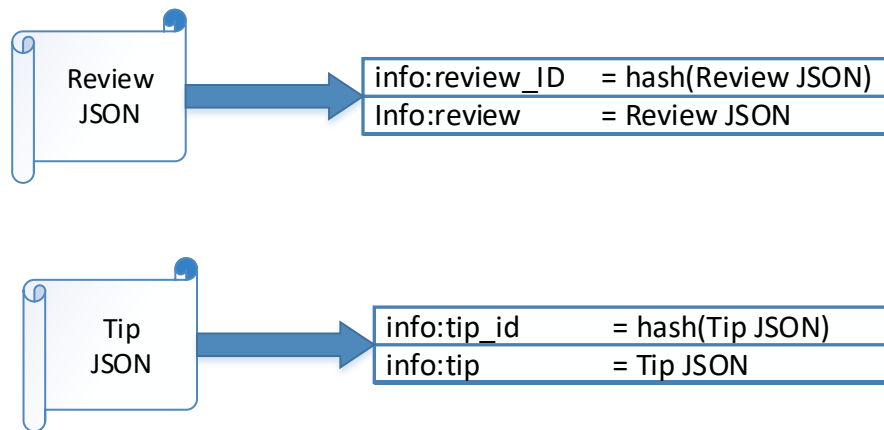 Review
JSON
info:review_ID = hash(Review JSON)
Info:review = Review JSON
Tip
JSON
info:tip_id = hash(Tip JSON)
info:tip = Tip JSON